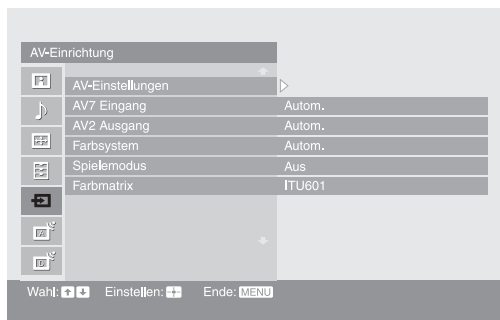 AV-Einrichtung
AV-Einstellungen
AV7 Eingang Autom.
AV2 Ausgang Autom.
Farbsystem Autom.
Spielemodus Aus
Farbmatrix ITU601
Wahl: Einstellen: Ende: MENU